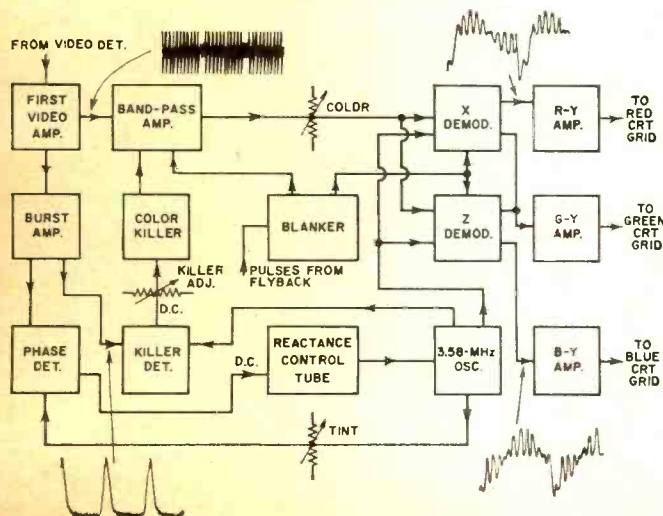 FROM VIDEO DET.
FIRST
VIDEO
AMP.
BAND-PASS
AMP.
COLOR
X
DEMOD.
R-Y
AMP.
TO
RED
CRT
GRID
BURST
AMP.
COLOR
KILLER
BLANKER
Z
DEMOD.
G-Y
AMP.
TO
GREEN
CRT
GRID
PULSES FROM
FLYBACK
KILLER
ADJ.
D.C.
PHASE
DET.
KILLER
DET.
D.C.
REACTANCE
CONTROL
TUBE
3.58-MHz
OSC.
B-Y
AMP.
TO
BLUE
CRT
GRID
TINT